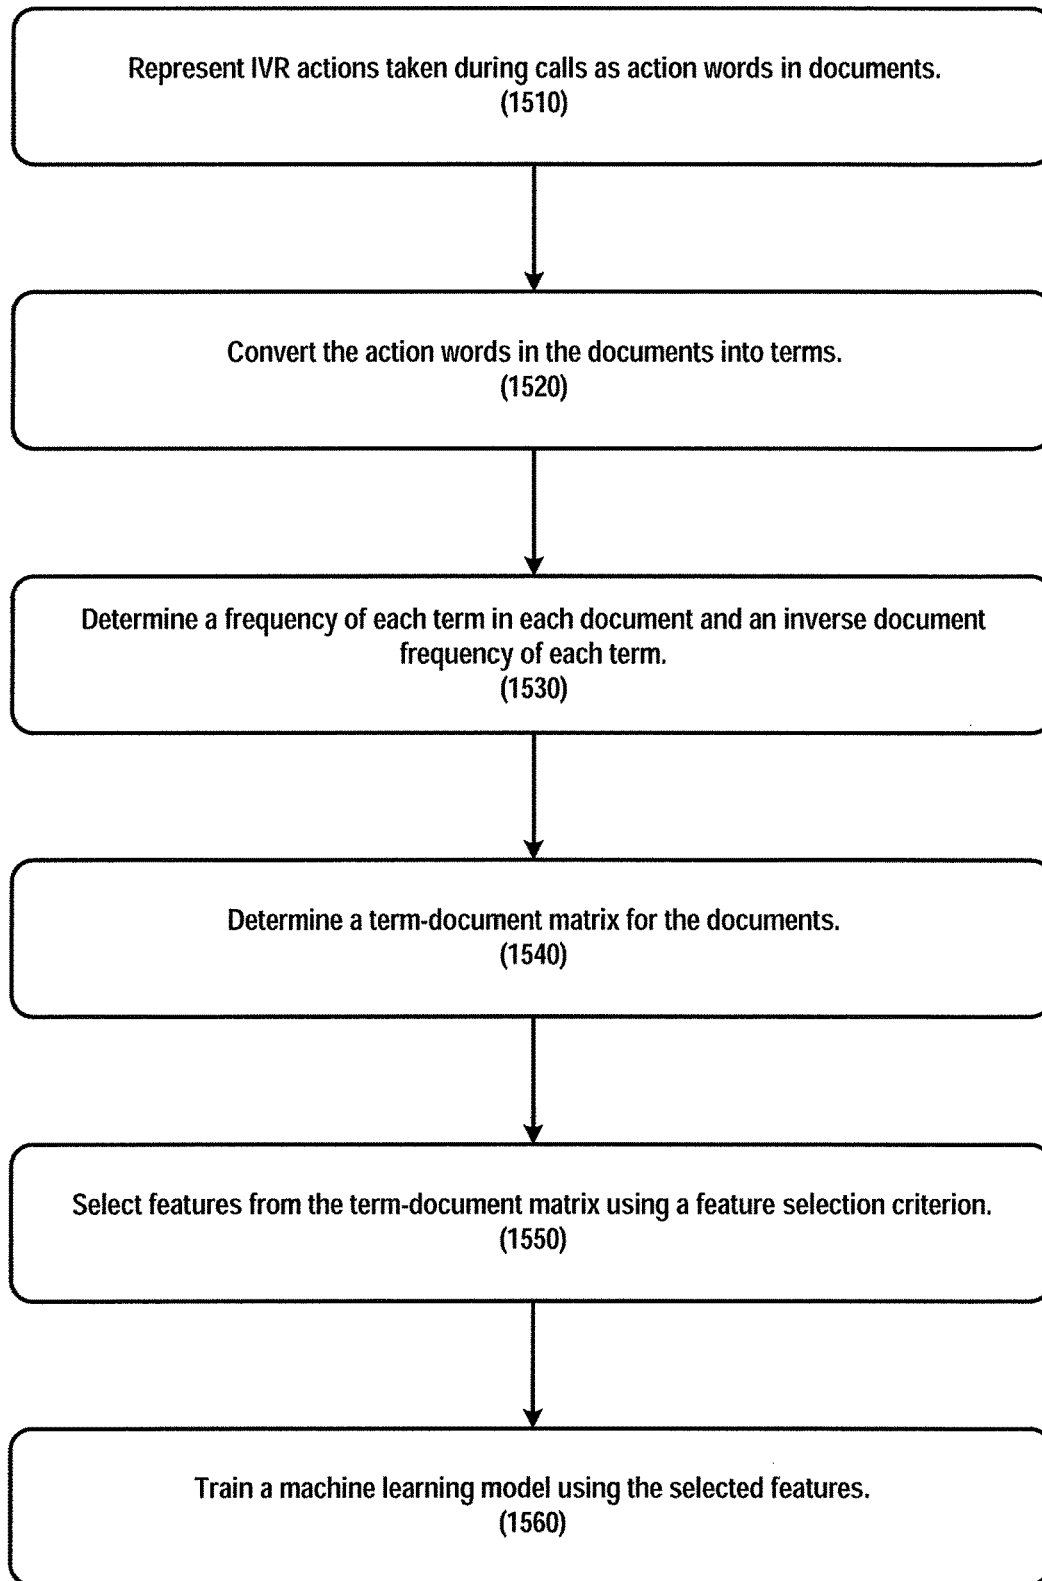 Represent IVR actions taken during calls as action words in documents.
(1510)
Convert the action words in the documents into terms.
(1520)
Determine a frequency of each term in each document and an inverse document
frequency of each term.
(1530)
Determine a term-document matrix for the documents.
(1540)
Select features from the term-document matrix using a feature selection criterion.
(1550)
Train a machine learning model using the selected features.
(1560)